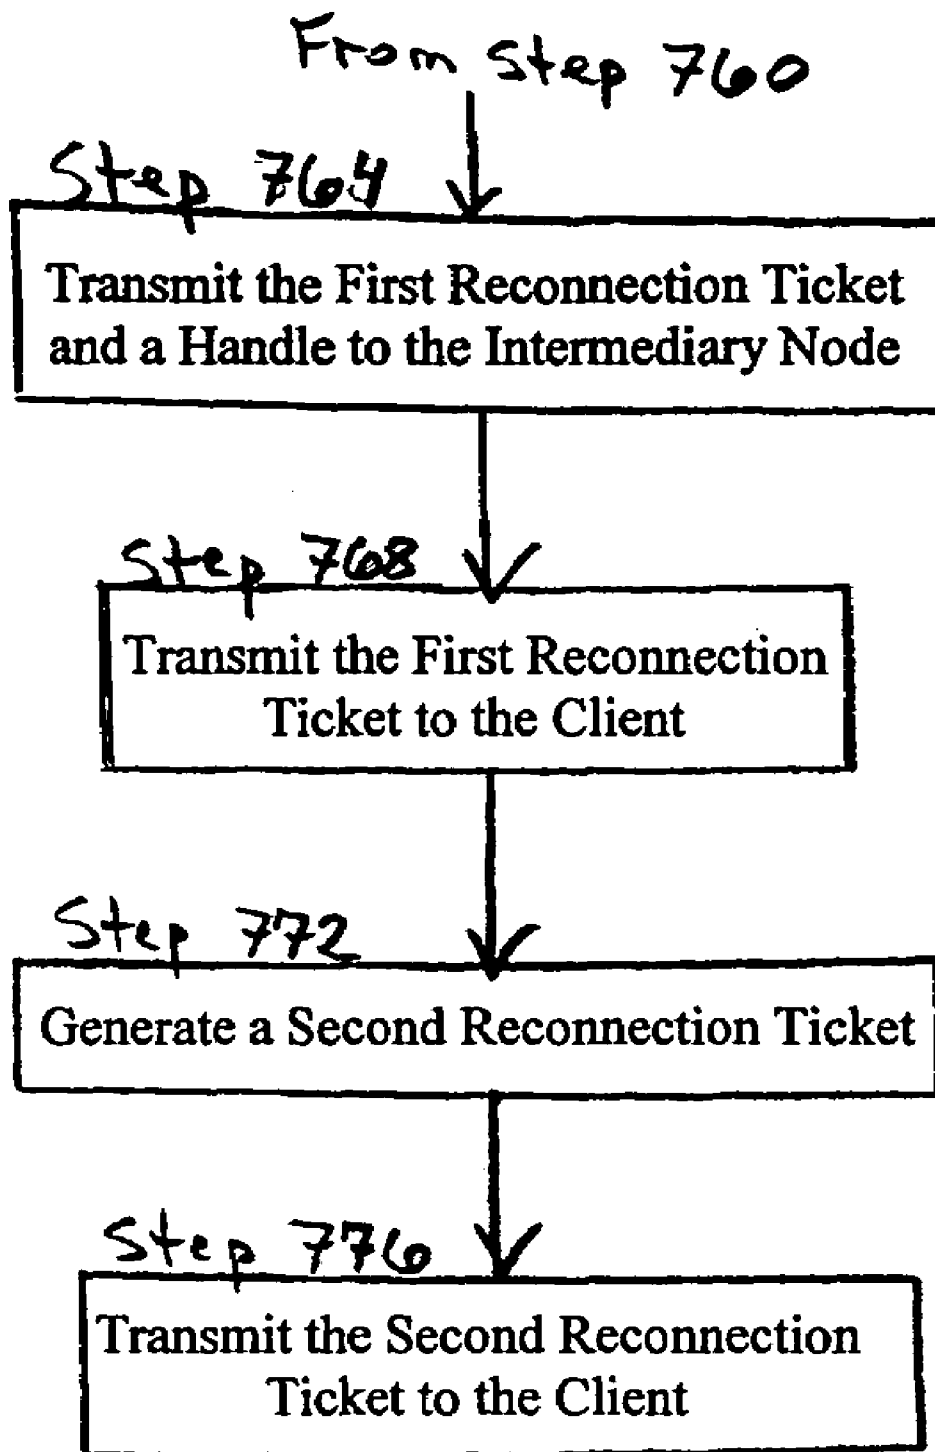 From Step 760
Step 764
Transmit the First Reconnection Ticket
and a Handle to the Intermediary Node
Step 768
Transmit the First Reconnection
Ticket to the Client
Step 772
Generate a Second Reconnection Ticket
Step 776
Transmit the Second Reconnection
Ticket to the Client